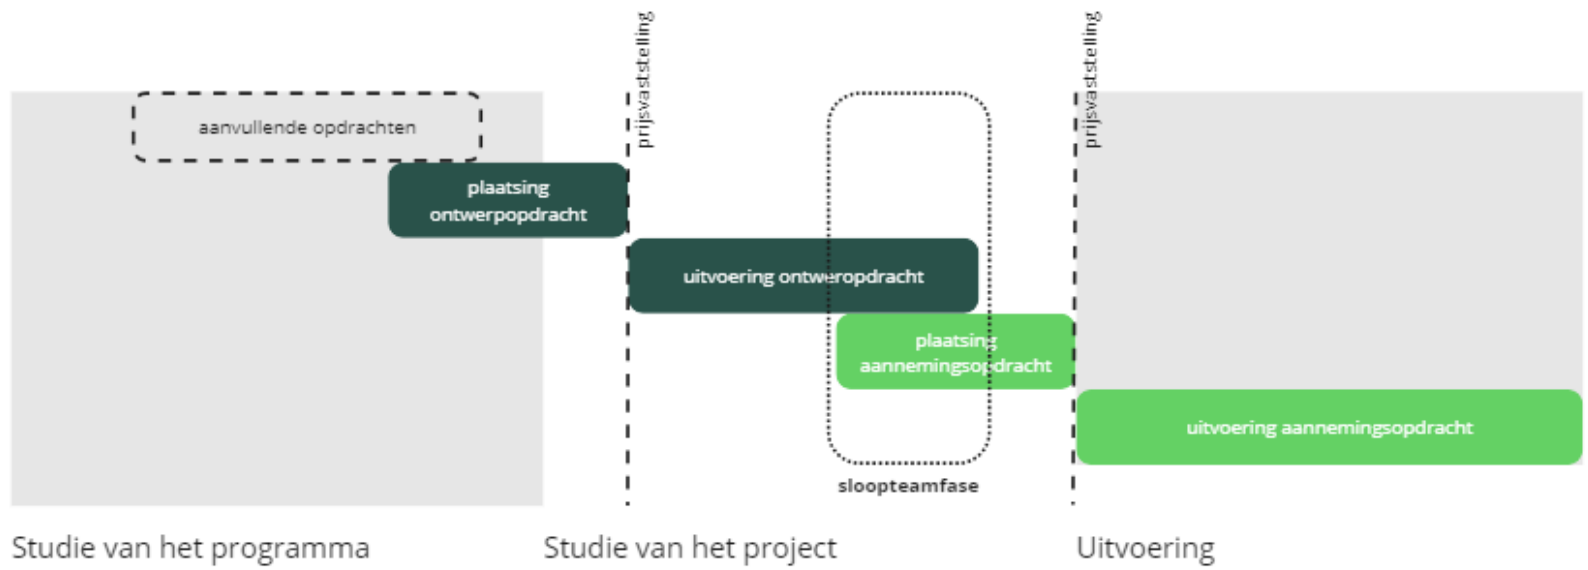 prijsvaststelling
prijsvaststelling
aanvullende opdrachten
plaatsing
ontwerpopdracht
uitvoering ontweropdracht
plaatsing
aannemingsopdracht
uitvoering aannemingsopdracht
sloopteamfase
Studie van het programma
Studie van het project
Uitvoering